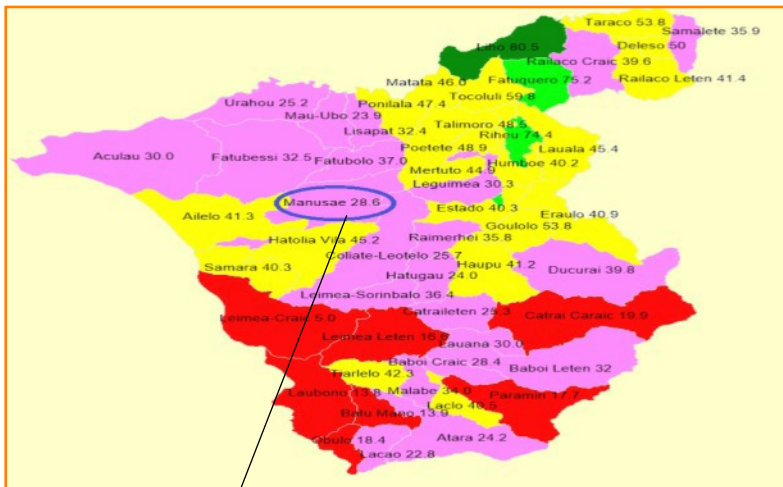 Taraco 53.8
Samalete 35.9
Liho 80.5
Deleso 50
Railaco Craic 39.6
Fatuquero 75.2
Railaco Leten 41.4
Matata 46.0
Tocoluli 59.8
Urahou 25.2
Ponilala 47.4
Mau-Ubo 23.9
Talimoro 48.5
Lisapat 32.4
Riheu 74.4
Poetete 48.9
Lauala 45.4
Aculau 30.0
Fatubessi 32.5
Fatubolo 37.0
Humboe 40.2
Mertuto 44.9
Leguimea 30.3
Manusae 28.6
Estado 40.3
Ailelo 41.3
Eraulo 40.9
Goulolo 53.8
Hatolia Vila 45.2
Raimerhei 35.8
Coliate-Leotelo 25.7
Samara 40.3
Haupu 41.2
Ducurai 39.8
Hatugau 24.0
Leimea-Sorinbalo 36.4
Catraileten 25.3
Leimea-Craic 5.0
Catrai Caraic 19.9
Leimea Leten
Lauana 30.0
Baboi Craic 28.4
Baboi Leten 32
Darlelo 42.3
Laubono 13.8
Malabe 34.0
Paramin 17.7
Laclo 49.5
Batu Mano 13.9
Obulo 18.4
Atara 24.2
Lacao 22.8